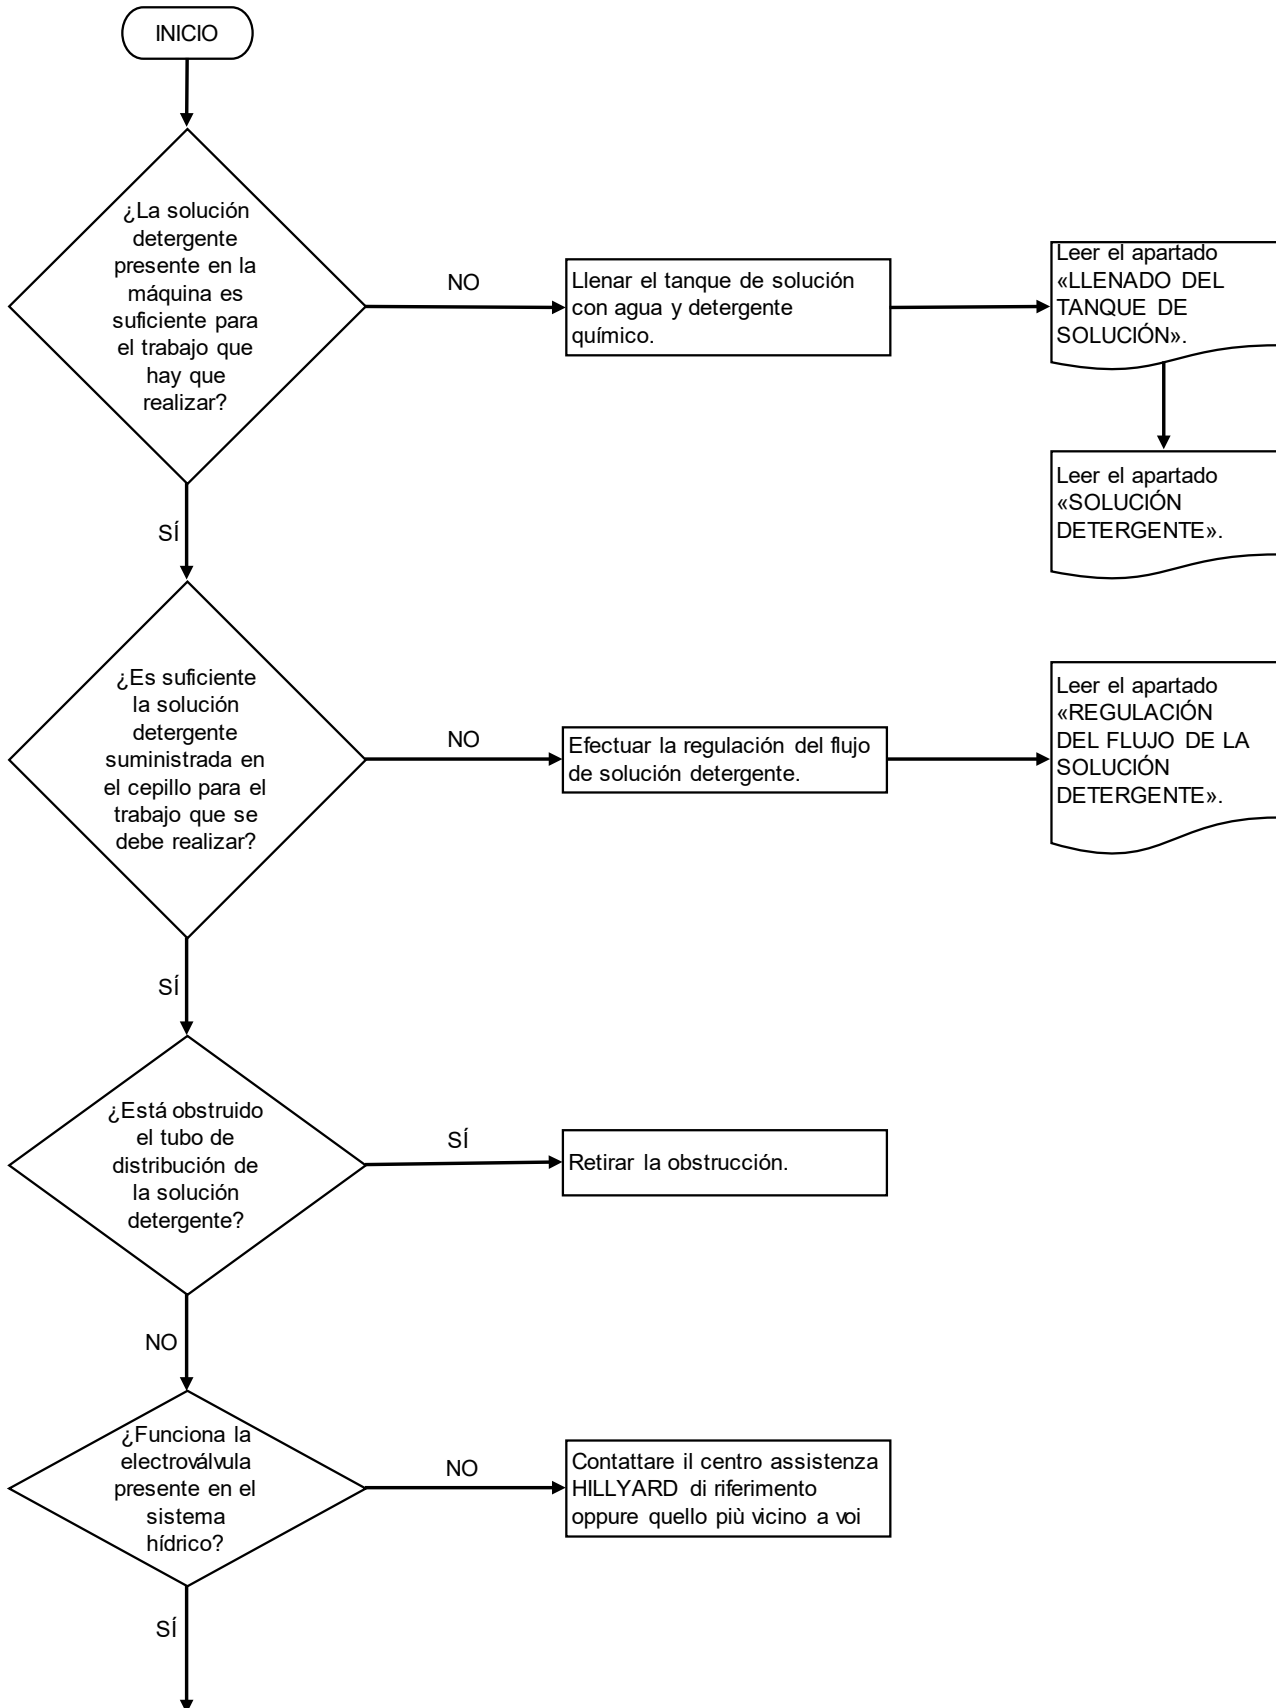 INICIO
¿La solución
detergente
presente en la
máquina es
suficiente para
el trabajo que
hay que
realizar?
NO
Llenar el tanque de solución
con agua y detergente
químico.
Leer el apartado
«LLENADO DEL
TANQUE DE
SOLUCIÓN».
Leer el apartado
«SOLUCIÓN
DETERGENTE».
SÍ
¿Es suficiente
la solución
detergente
suministrada en
el cepillo para el
trabajo que se
debe realizar?
NO
Efectuar la regulación del flujo
de solución detergente.
Leer el apartado
«REGULACIÓN
DEL FLUJO DE LA
SOLUCIÓN
DETERGENTE».
SÍ
¿Está obstruido
el tubo de
distribución de
la solución
detergente?
SÍ
Retirar la obstrucción.
NO
¿Funciona la
electroválvula
presente en el
sistema
hídrico?
NO
Contattare il centro assistenza
HILLYARD di riferimento
oppure quello più vicino a voi
SÍ